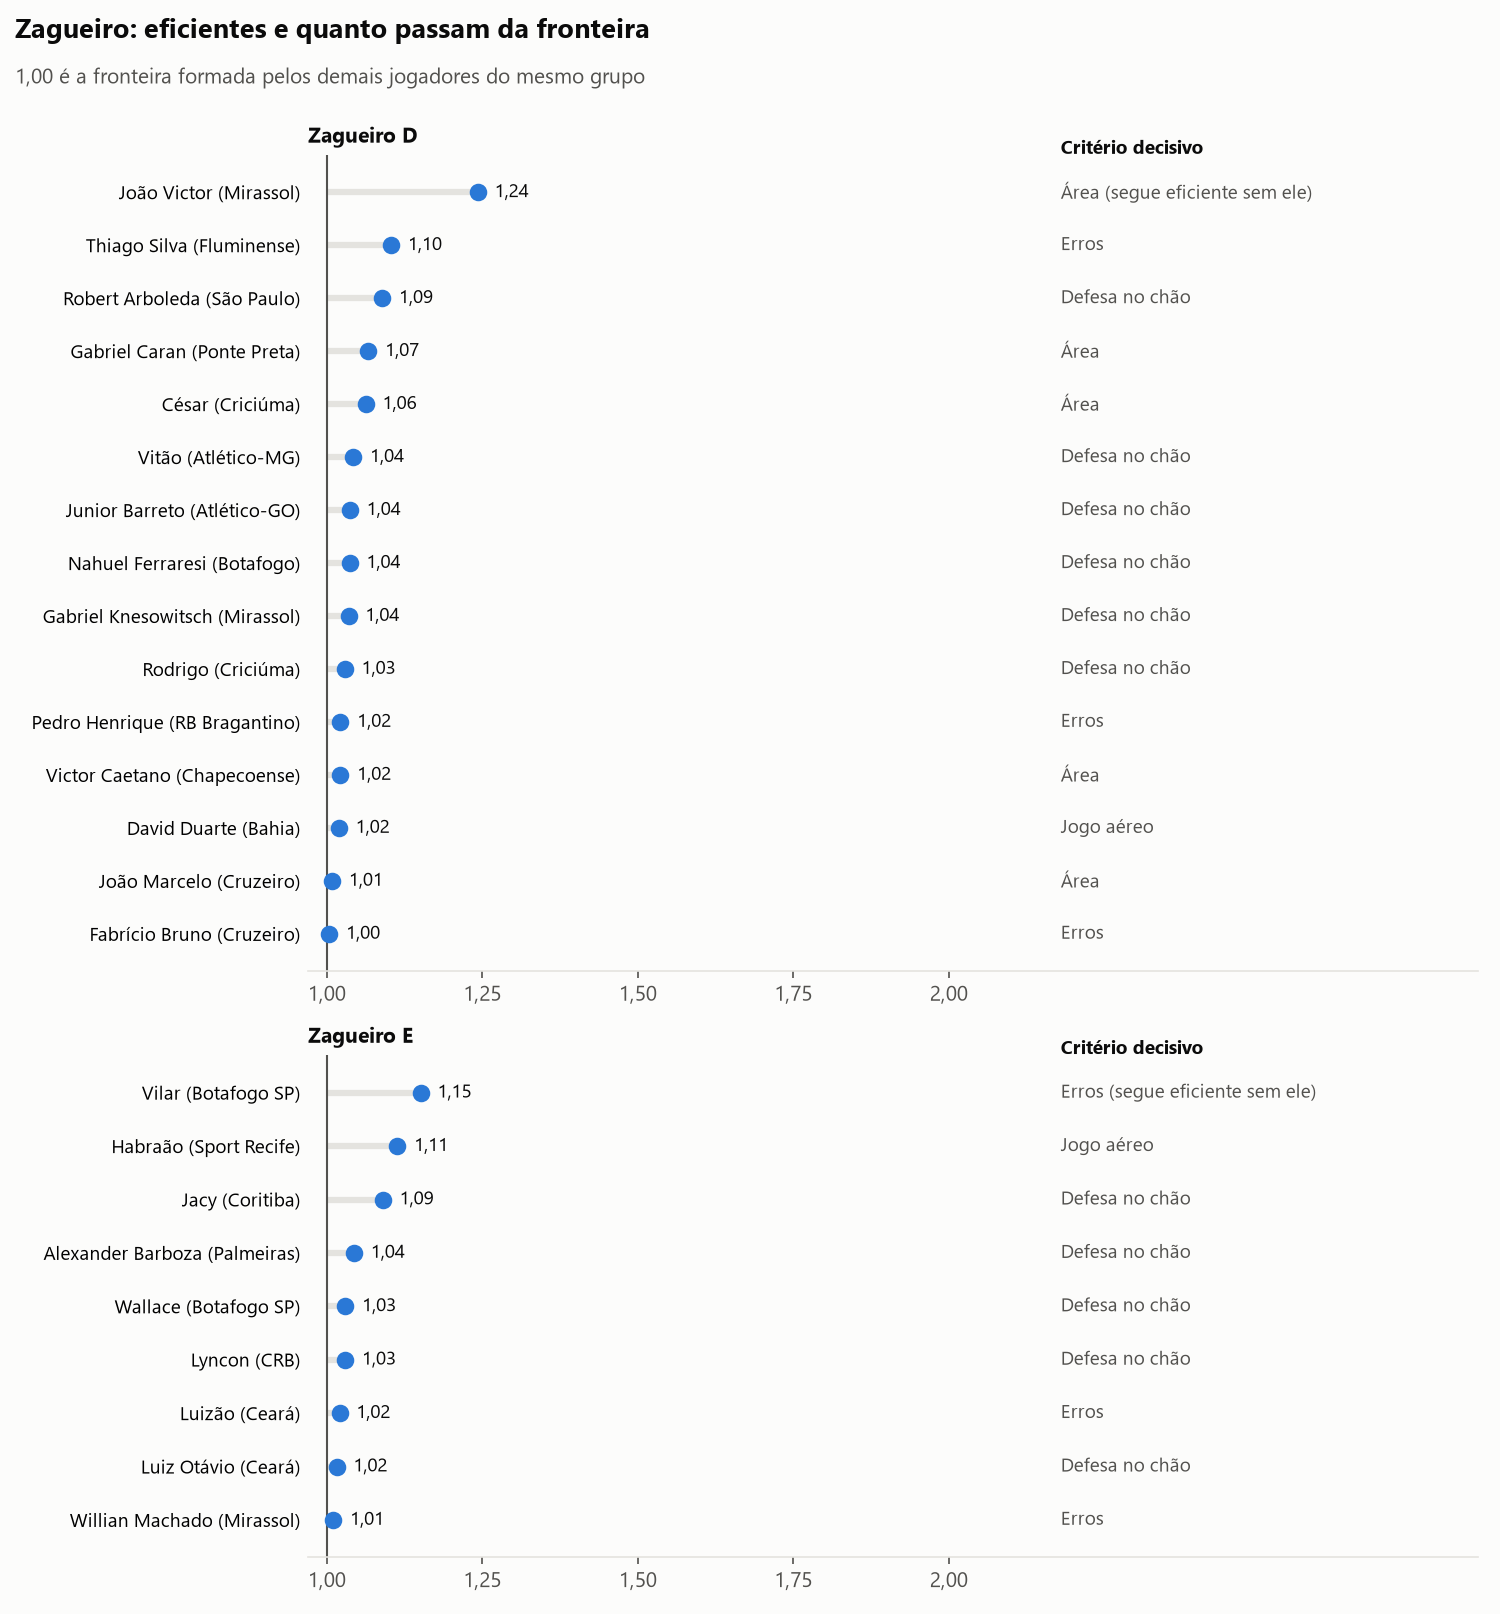 Zagueiro: eficientes e quanto passam da fronteira
1,00 é a fronteira formada pelos demais jogadores do mesmo grupo
Zagueiro D
Critério decisivo
João Victor (Mirassol) 1,24 Área (segue eficiente sem ele)
Thiago Silva (Fluminense) 1,10 Erros
Robert Arboleda (São Paulo) 1,09 Defesa no chão
Gabriel Caran (Ponte Preta) 1,07 Área
César (Criciúma) 1,06 Área
Vitão (Atlético-MG) 1,04 Defesa no chão
Junior Barreto (Atlético-GO) 1,04 Defesa no chão
Nahuel Ferraresi (Botafogo) 1,04 Defesa no chão
Gabriel Knesowitsch (Mirassol) 1,04 Defesa no chão
Rodrigo (Criciúma) 1,03 Defesa no chão
Pedro Henrique (RB Bragantino) 1,02 Erros
Victor Caetano (Chapecoense) 1,02 Área
David Duarte (Bahia) 1,02 Jogo aéreo
João Marcelo (Cruzeiro) 1,01 Área
Fabrício Bruno (Cruzeiro) 1,00 Erros
1,00 1,25 1,50 1,75 2,00
Zagueiro E
Critério decisivo
Vilar (Botafogo SP) 1,15 Erros (segue eficiente sem ele)
Habraão (Sport Recife) 1,11 Jogo aéreo
Jacy (Coritiba) 1,09 Defesa no chão
Alexander Barboza (Palmeiras) 1,04 Defesa no chão
Wallace (Botafogo SP) 1,03 Defesa no chão
Lyncon (CRB) 1,03 Defesa no chão
Luizão (Ceará) 1,02 Erros
Luiz Otávio (Ceará) 1,02 Defesa no chão
Willian Machado (Mirassol) 1,01 Erros
1,00 1,25 1,50 1,75 2,00